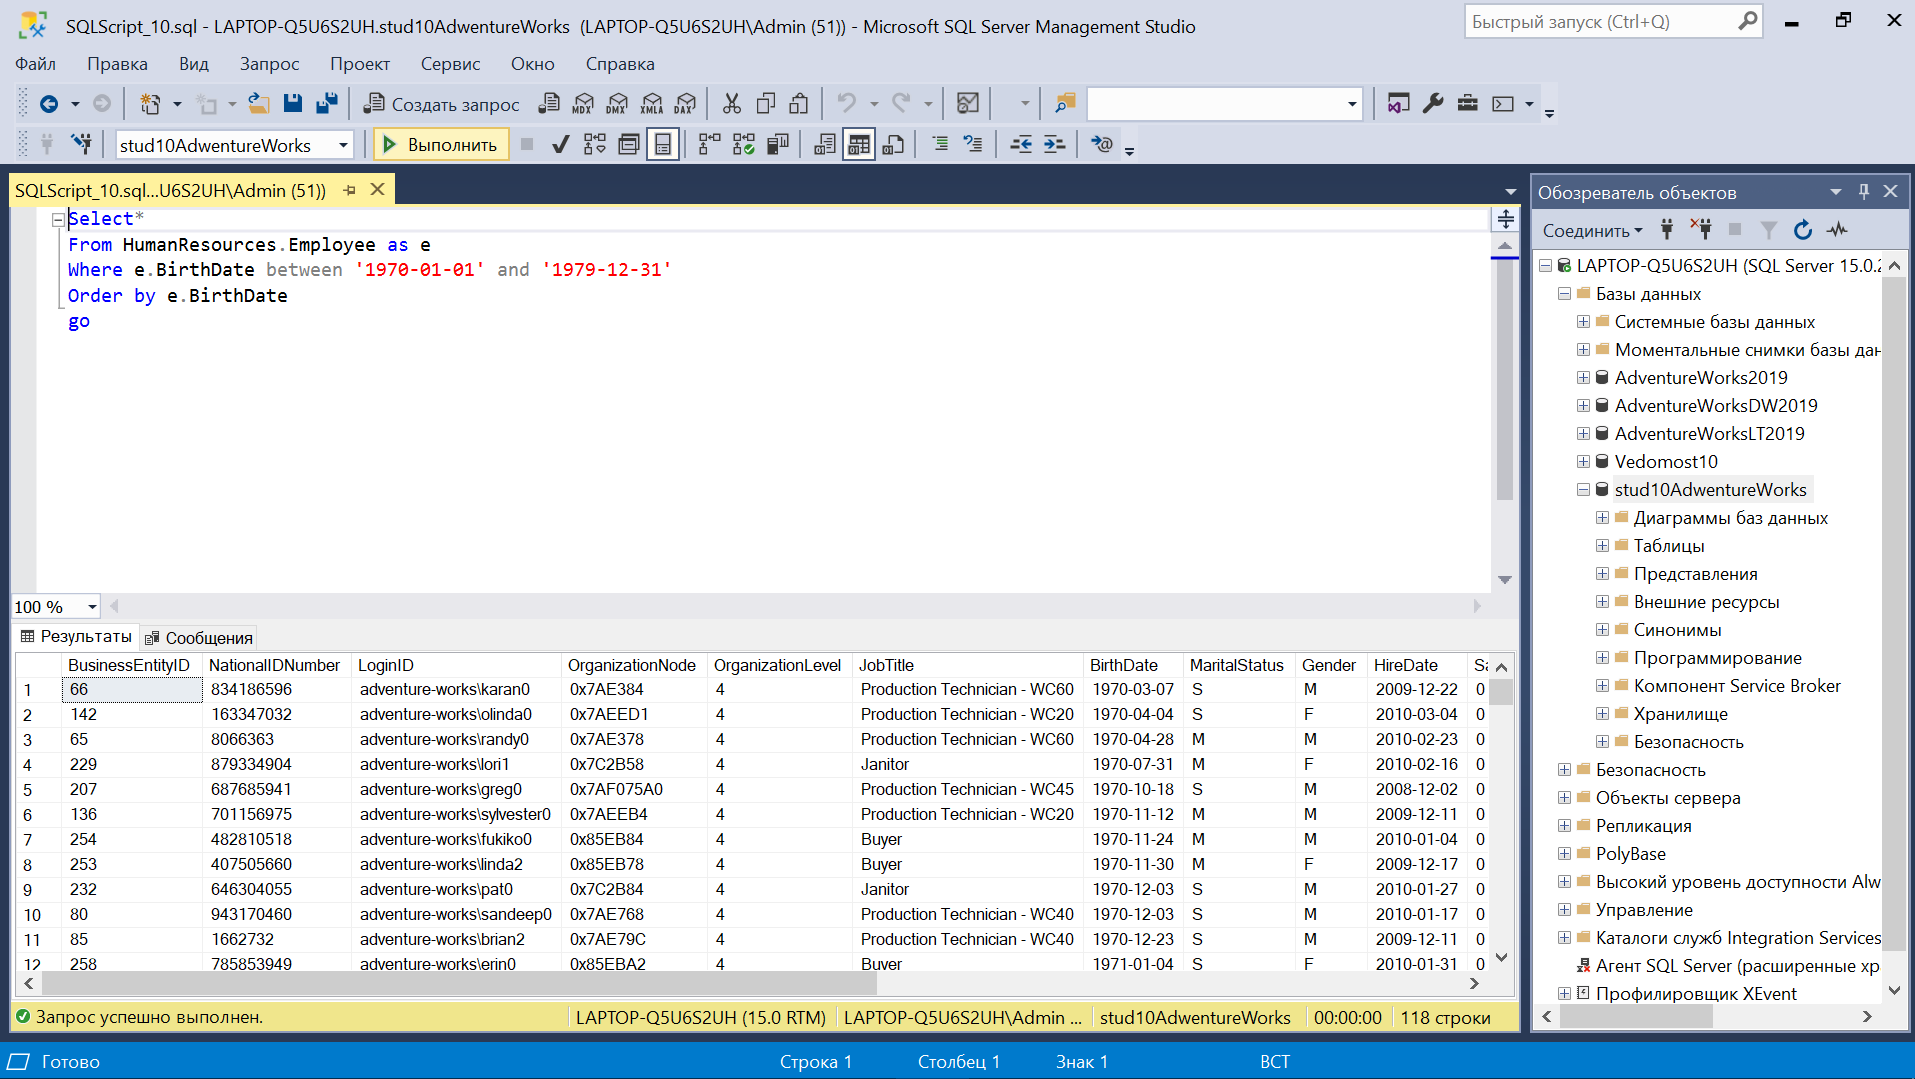 SQLScript_10.sql - LAPTOP-Q5U6S2UH.stud10AdwentureWorks (LAPTOP-Q5U6S2UH\Admin (51)) - Microsoft SQL Server Management Studio
Быстрый запуск (Ctrl+Q)
Файл Правка Вид Запрос Проект Сервис Окно Справка
Создать запрос MDX DMX XMLA DAX
stud10AdwentureWorks Выполнить
SQLScript_10.sql...U6S2UH\Admin (51))
Select*
From HumanResources.Employee as e
Where e.BirthDate between '1970-01-01' and '1979-12-31'
Order by e.BirthDate
go
100 %
Результаты Сообщения
BusinessEntityID NationalIDNumber LoginID OrganizationNode OrganizationLevel JobTitle BirthDate MaritalStatus Gender HireDate Sa
1 66 834186596 adventure-works\karan0 0x7AE384 4 Production Technician - WC60 1970-03-07 S M 2009-12-22 0
2 142 163347032 adventure-works\olinda0 0x7AEED1 4 Production Technician - WC20 1970-04-04 S F 2010-03-04 0
3 65 8066363 adventure-works\randy0 0x7AE378 4 Production Technician - WC60 1970-04-28 M M 2010-02-23 0
4 229 879334904 adventure-works\lori1 0x7C2B58 4 Janitor 1970-07-31 M F 2010-02-16 0
5 207 687685941 adventure-works\greg0 0x7AF075A0 4 Production Technician - WC45 1970-10-18 S M 2008-12-02 0
6 136 701156975 adventure-works\sylvester0 0x7AEEB4 4 Production Technician - WC20 1970-11-12 M M 2009-12-11 0
7 254 482810518 adventure-works\fukiko0 0x85EB84 4 Buyer 1970-11-24 M M 2010-01-04 0
8 253 407505660 adventure-works\linda2 0x85EB78 4 Buyer 1970-11-30 M F 2009-12-17 0
9 232 646304055 adventure-works\pat0 0x7C2B84 4 Janitor 1970-12-03 S M 2010-01-27 0
10 80 943170460 adventure-works\sandeep0 0x7AE768 4 Production Technician - WC40 1970-12-03 S M 2010-01-17 0
11 85 1662732 adventure-works\brian2 0x7AE79C 4 Production Technician - WC40 1970-12-23 S M 2009-12-11 0
12 258 785853949 adventure-works\erin0 0x85EBA2 4 Buyer 1971-01-04 S F 2010-01-31 0
Запрос успешно выполнен. LAPTOP-Q5U6S2UH (15.0 RTM) LAPTOP-Q5U6S2UH\Admin ... stud10AdwentureWorks 00:00:00 118 строки
Обозреватель объектов
Соединить
LAPTOP-Q5U6S2UH (SQL Server 15.0.2
Базы данных
Системные базы данных
Моментальные снимки базы дан
AdventureWorks2019
AdventureWorksDW2019
AdventureWorksLT2019
Vedomost10
stud10AdwentureWorks
Диаграммы баз данных
Таблицы
Представления
Внешние ресурсы
Синонимы
Программирование
Компонент Service Broker
Хранилище
Безопасность
Безопасность
Объекты сервера
Репликация
PolyBase
Высокий уровень доступности Alw
Управление
Каталоги служб Integration Services
Агент SQL Server (расширенные хр
Профилировщик XEvent
Готово Строка 1 Столбец 1 Знак 1 ВСТ